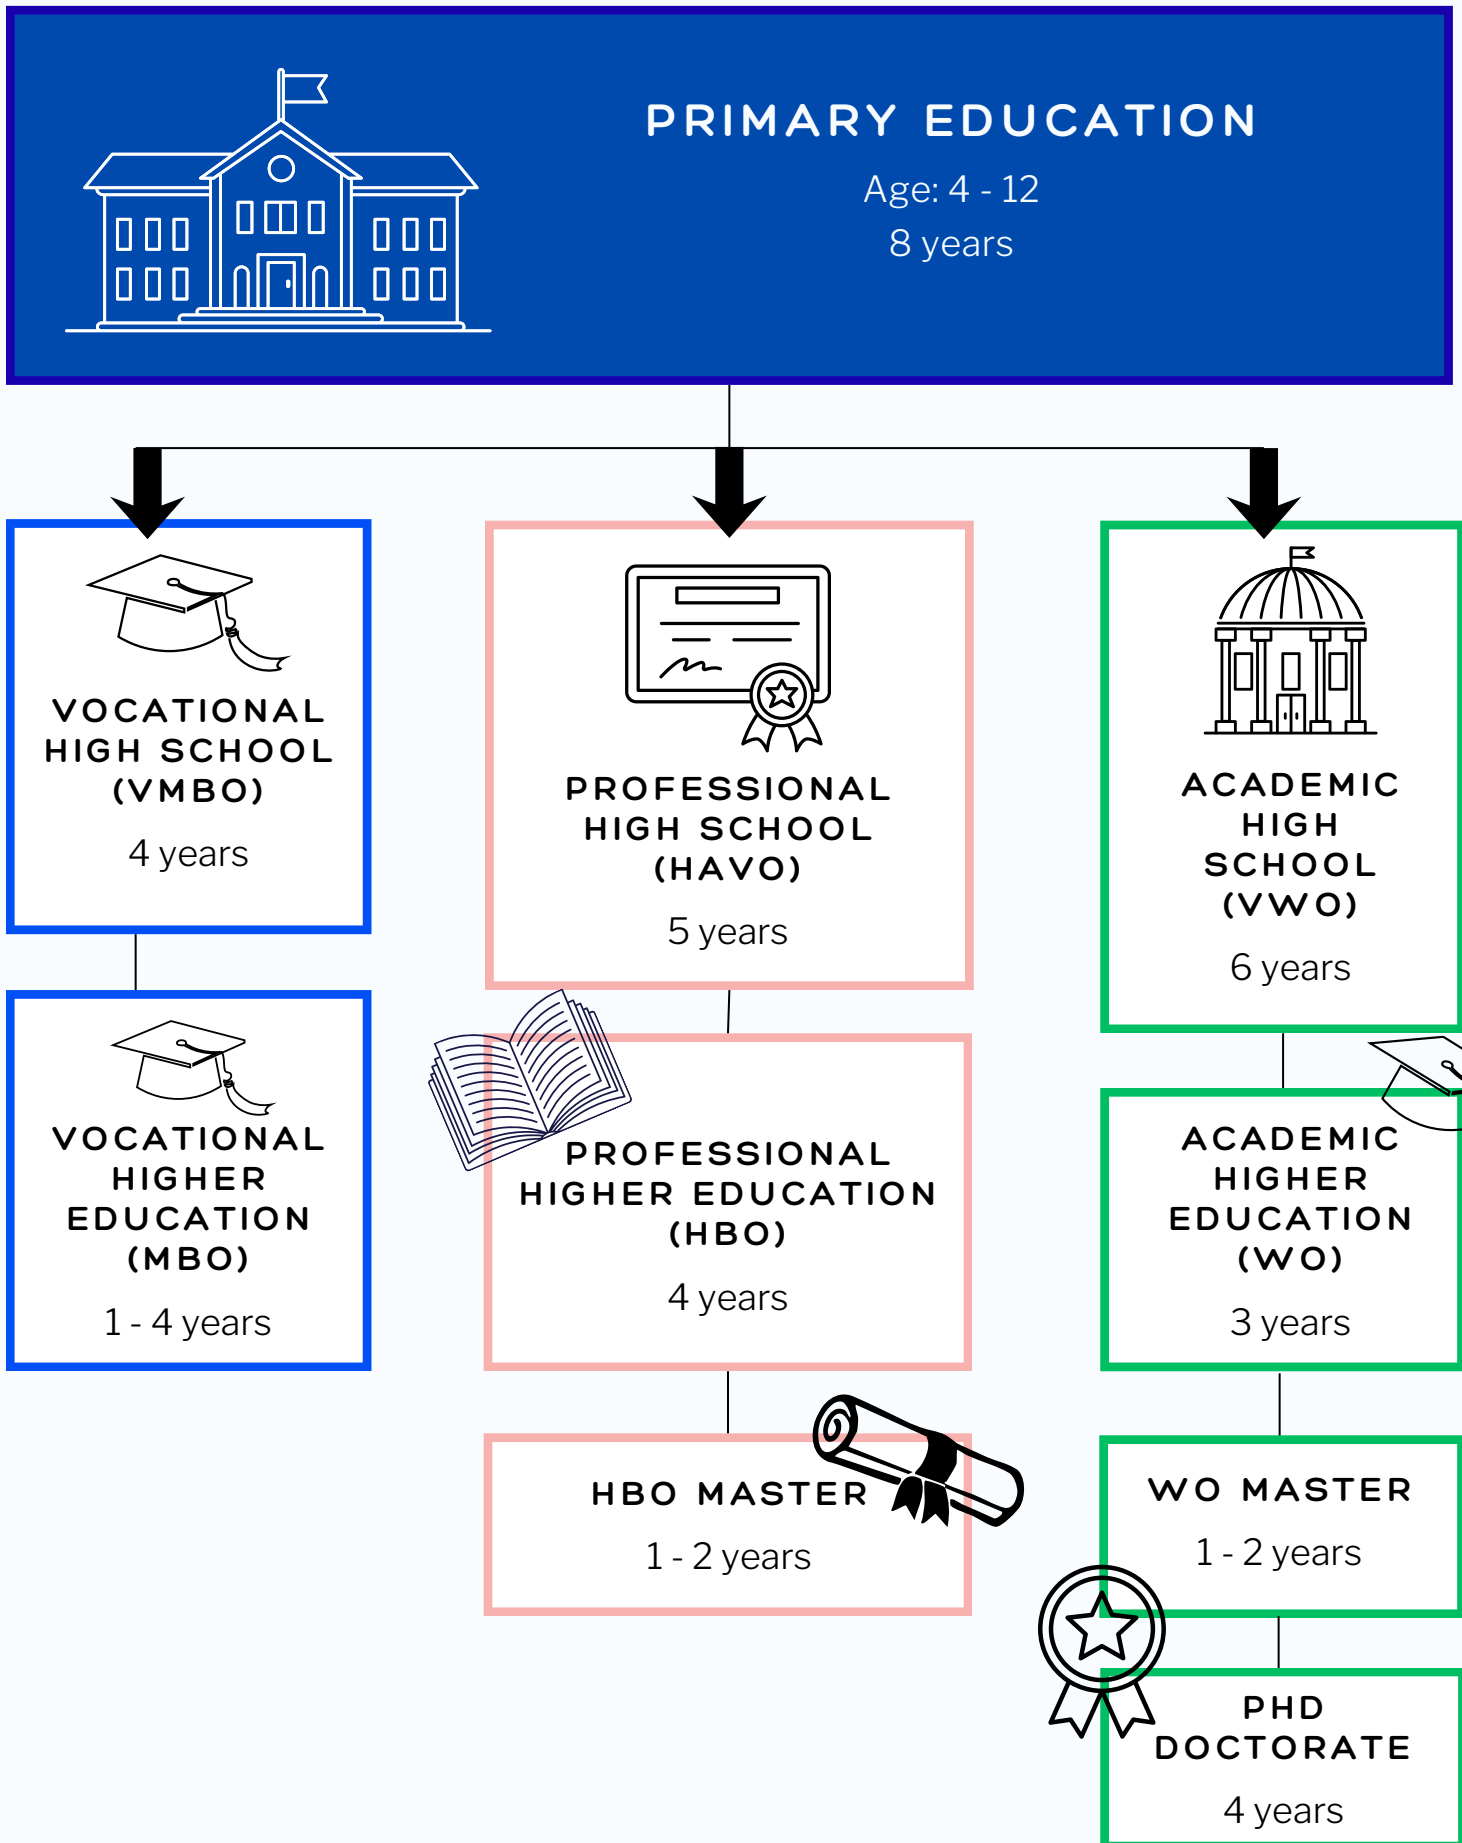 PRIMARY EDUCATION
Age: 4 - 12
8 years
VOCATIONAL
HIGH SCHOOL
(VMBO)
4 years
VOCATIONAL
HIGHER
EDUCATION
(MBO)
1 - 4 years
PROFESSIONAL
HIGH SCHOOL
(HAVO)
5 years
PROFESSIONAL
HIGHER EDUCATION
(HBO)
4 years
HBO MASTER
1 - 2 years
ACADEMIC
HIGH
SCHOOL
(VWO)
6 years
ACADEMIC
HIGHER
EDUCATION
(WO)
3 years
WO MASTER
1 - 2 years
PHD
DOCTORATE
4 years